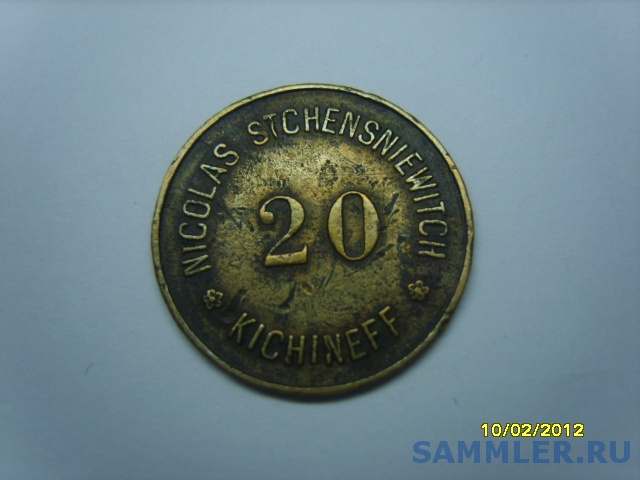 NICOLAS STCHENSNIEWITCH
20
KICHINEFF
10/02/2012
SAMMLER.RU